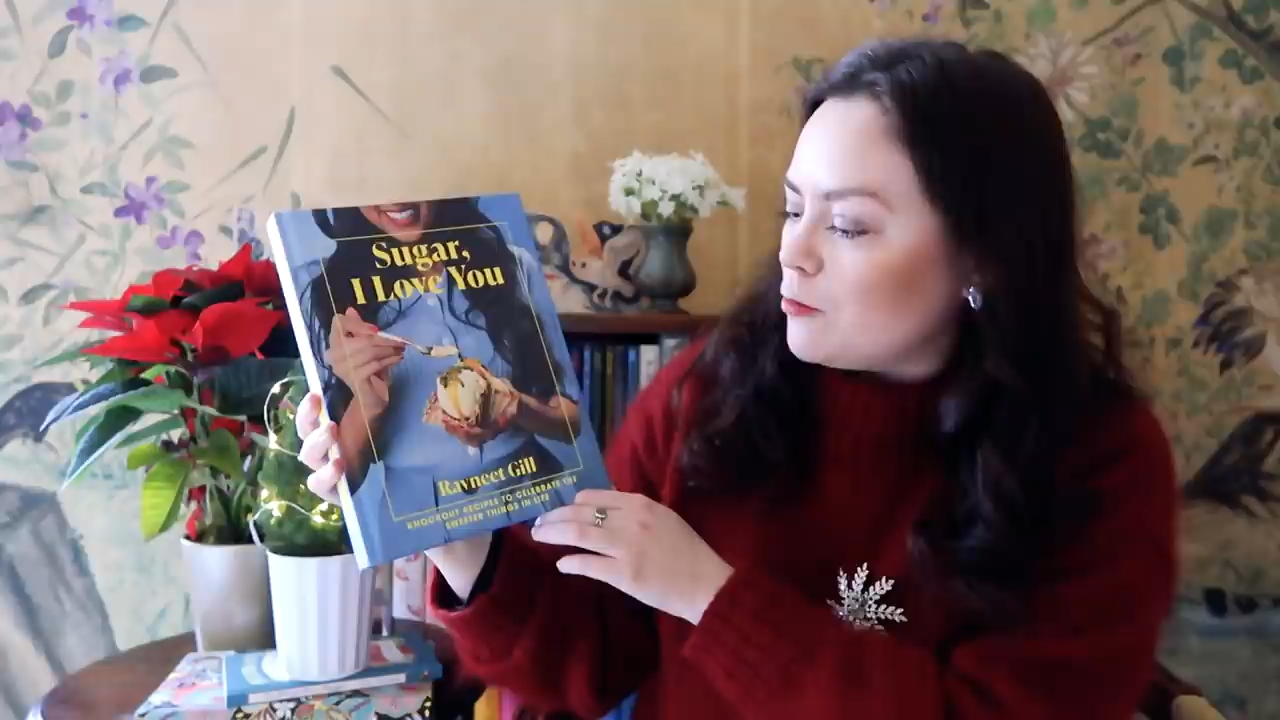 Sugar,
I Love You
Ravneet Gill
KNOCKOUT RECIPES TO CELEBRATE THE
SWEETER THINGS IN LIFE